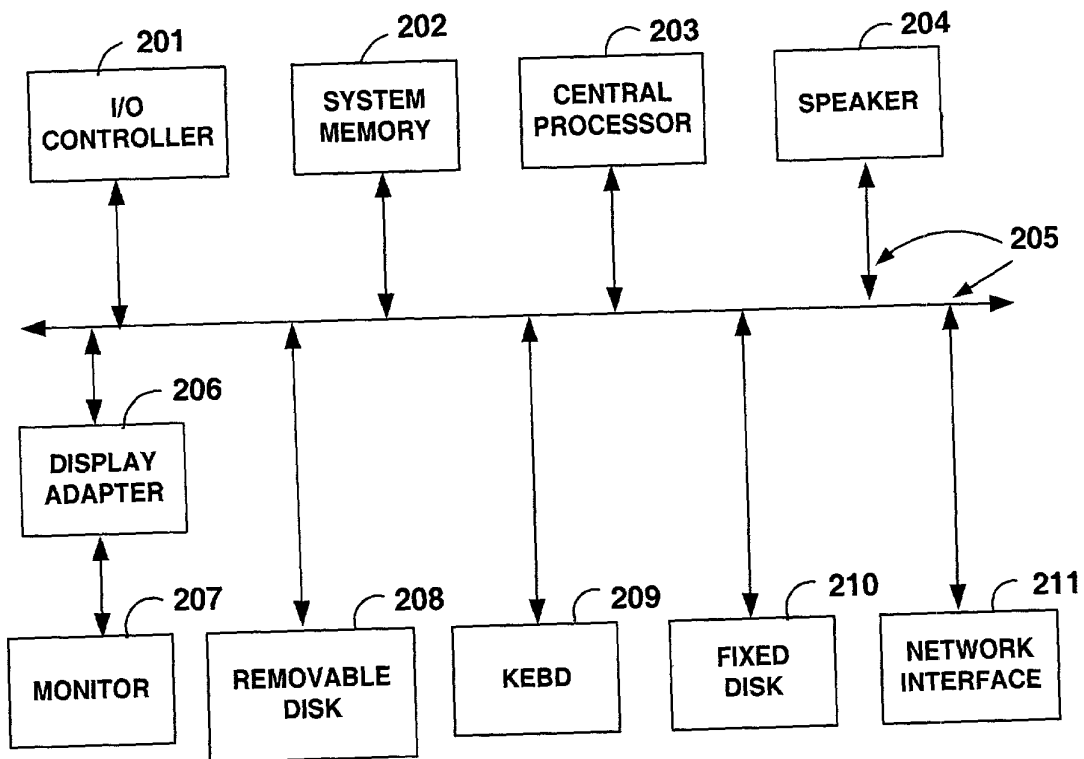 201
I/O
CONTROLLER
202
SYSTEM
MEMORY
203
CENTRAL
PROCESSOR
204
SPEAKER
205
206
DISPLAY
ADAPTER
207
MONITOR
208
REMOVABLE
DISK
209
KEBD
210
FIXED
DISK
211
NETWORK
INTERFACE